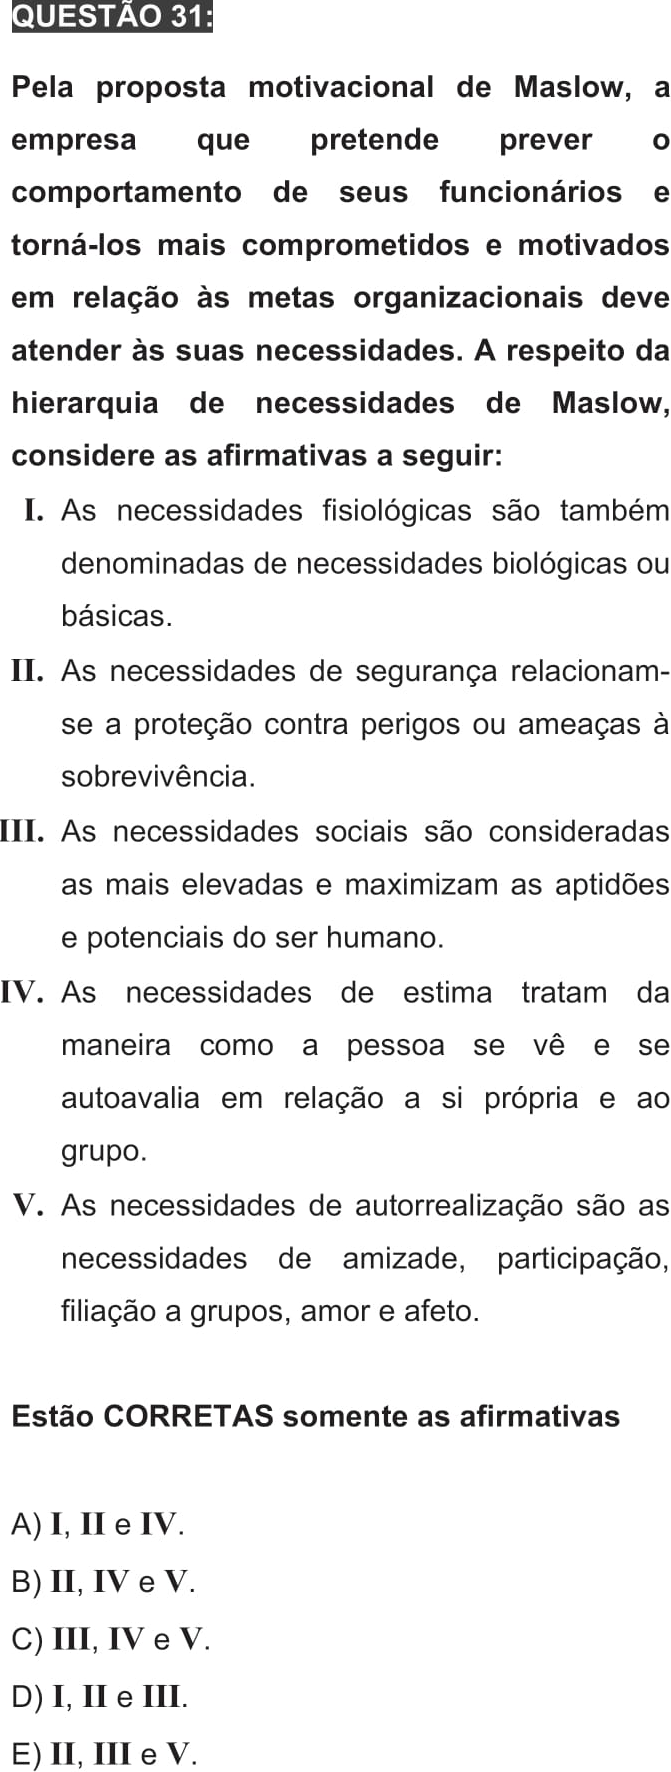 QUESTÃO 31:
Pela proposta motivacional de Maslow, a
empresa que pretende prever o
comportamento de seus funcionários e
torná-los mais comprometidos e motivados
em relação às metas organizacionais deve
atender às suas necessidades. A respeito da
hierarquia de necessidades de Maslow,
considere as afirmativas a seguir:
I. As necessidades fisiológicas são também
denominadas de necessidades biológicas ou
básicas.
II. As necessidades de segurança relacionam-
se a proteção contra perigos ou ameaças à
sobrevivência.
III. As necessidades sociais são consideradas
as mais elevadas e maximizam as aptidões
e potenciais do ser humano.
IV. As necessidades de estima tratam da
maneira como a pessoa se vê e se
autoavalia em relação a si própria e ao
grupo.
V. As necessidades de autorrealização são as
necessidades de amizade, participação,
filiação a grupos, amor e afeto.
Estão CORRETAS somente as afirmativas
A) I, II e IV.
B) II, IV e V.
C) III, IV e V.
D) I, II e III.
E) II, III e V.